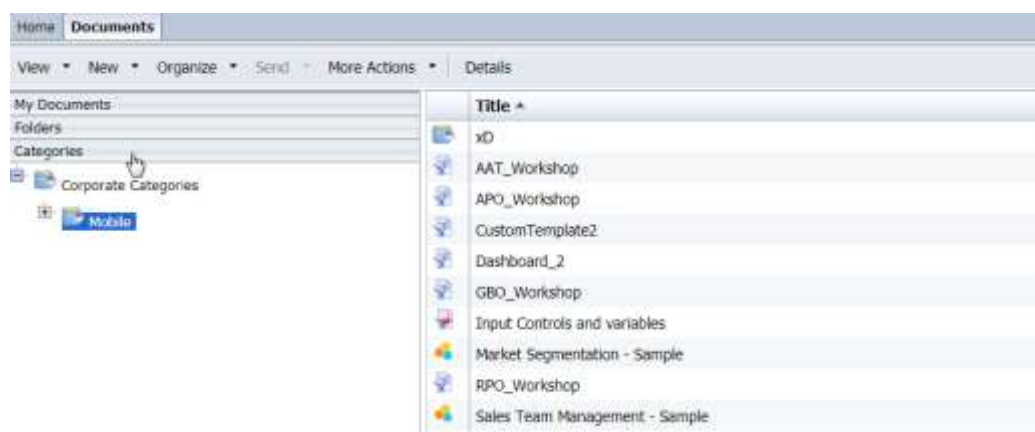 Home Documents
View New Organize Send More Actions Details
My Documents
Folders
Categories
Corporate Categories
Mobile
Title
xD
AAT_Workshop
APO_Workshop
CustomTemplate2
Dashboard_2
GBO_Workshop
Input Controls and variables
Market Segmentation - Sample
RPO_Workshop
Sales Team Management - Sample